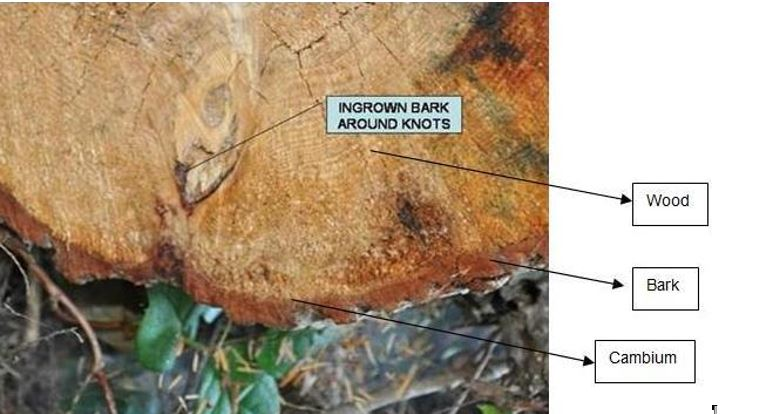 INGROWN BARK
AROUND KNOTS
Wood
Bark
Cambium
¶